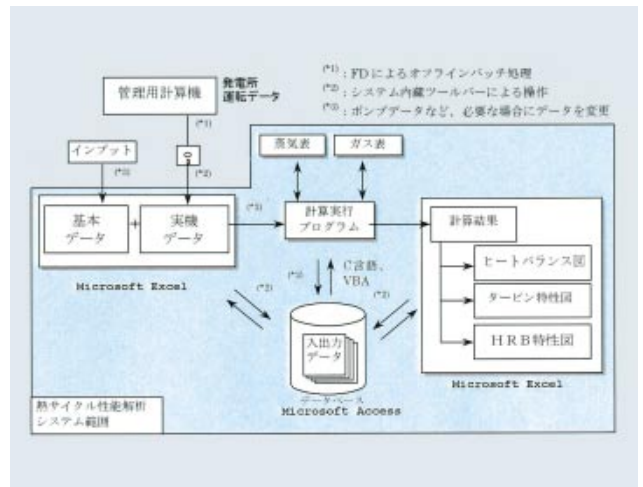 管理用計算機
発電所
運転データ
(*1) : FDによるオフラインバッチ処理
(*2) : システム内蔵ツールバーによる操作
(*3) : ポンプデータなど、必要な場合にデータを変更
(*1)
インプット
(*3)
(*2)
蒸気表
ガス表
基本
データ
+
実機
データ
計算実行
プログラム
計算結果
ヒートバランス図
タービン特性図
HRB特性図
Microsoft Excel
C言語、
VBA
(*2)
(*2)
入出力
データ
データベース
Microsoft Access
Microsoft Excel
熱サイクル性能解析
システム範囲